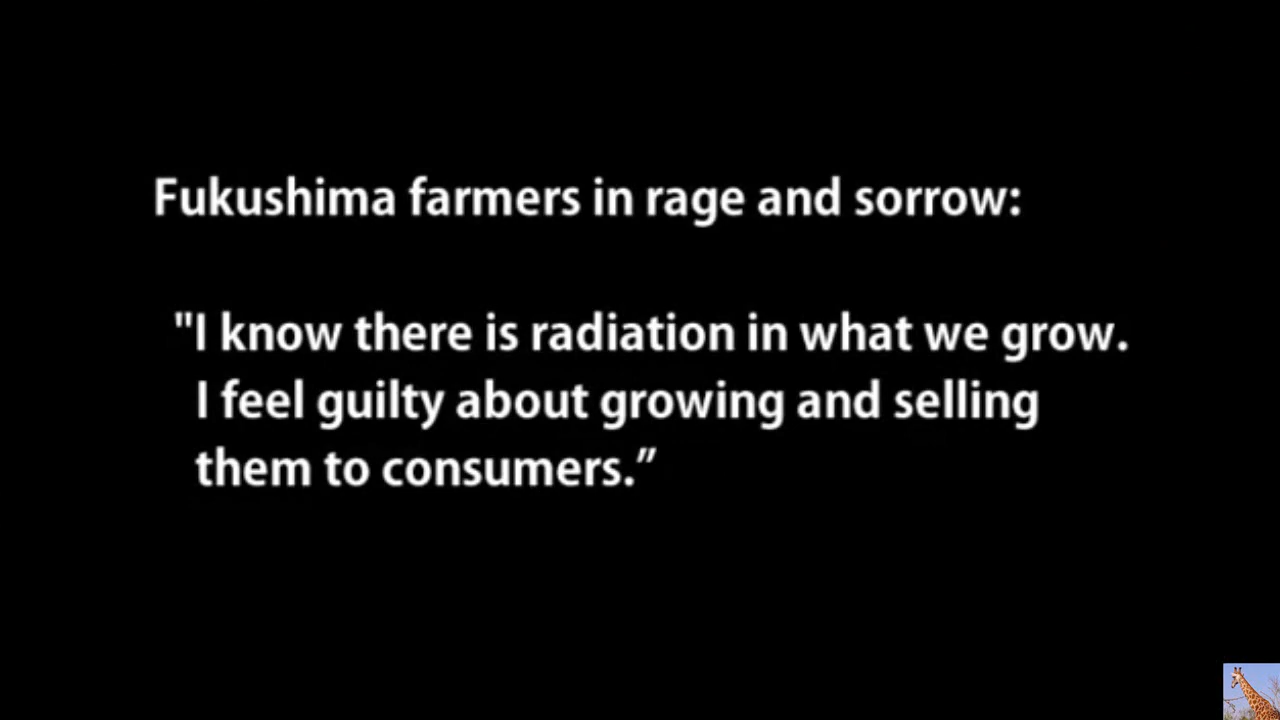 Fukushima farmers in rage and sorrow:
"I know there is radiation in what we grow.
I feel guilty about growing and selling
them to consumers.”